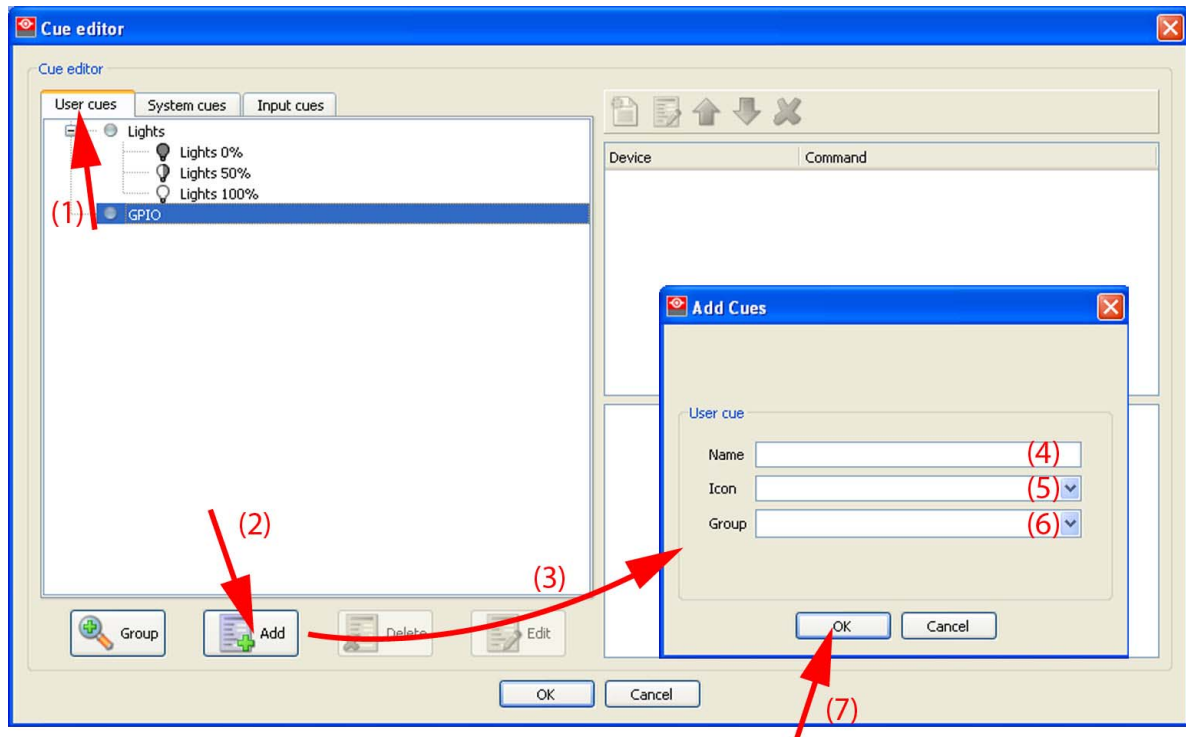 Cue editor
Cue editor
User cues System cues Input cues
Lights
Lights 0%
Lights 50%
Lights 100%
(1)
GPIO
Device Command
Add Cues
User cue
Name (4)
Icon (5)
Group (6)
OK Cancel
(2)
(3)
Group Add Delete Edit
OK Cancel
(7)